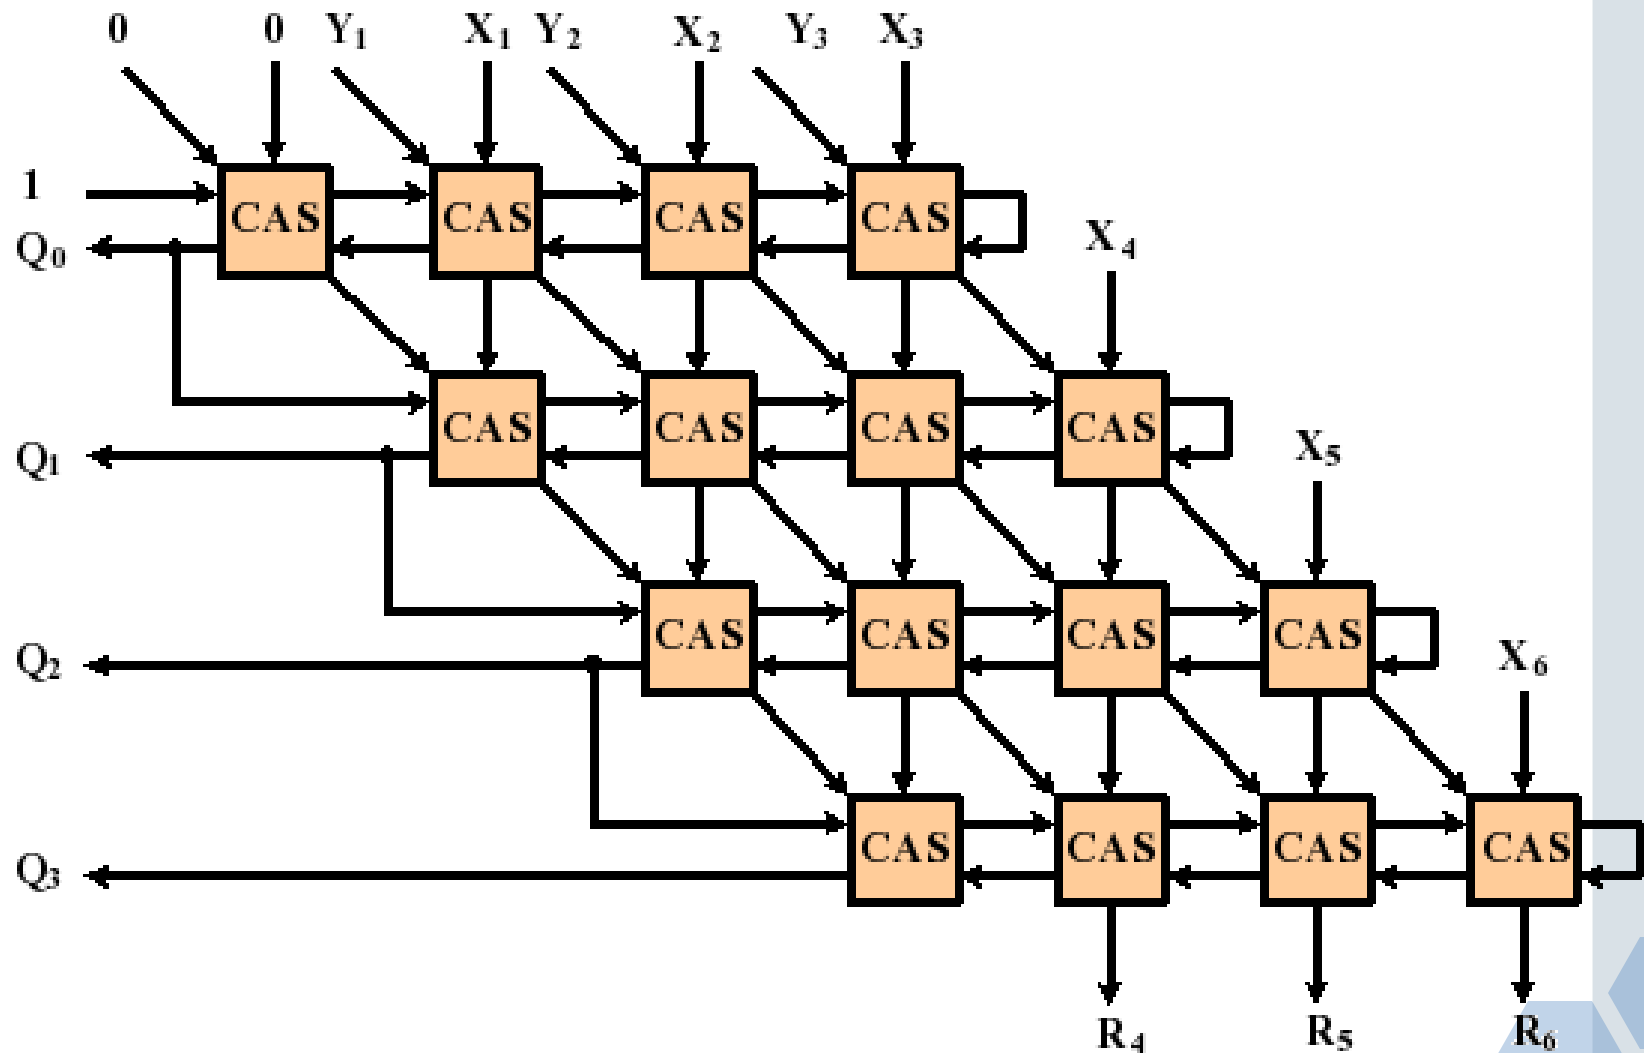 0 0 Y₁ X₁ Y₂ X₂ Y₃ X₃
1 CAS CAS CAS CAS
Q₀ X₄
CAS CAS CAS CAS
Q₁ X₅
CAS CAS CAS CAS
Q₂ X₆
CAS CAS CAS CAS
Q₃
R₄ R₅ R₆